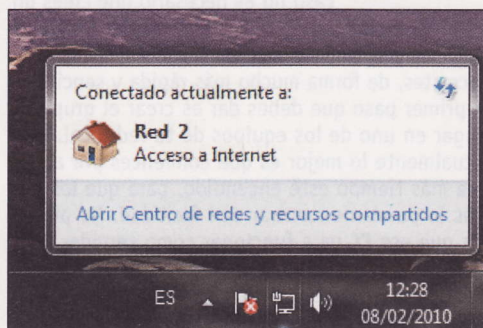 Conectado actualmente a:
Red 2
Acceso a Internet
Abrir Centro de redes y recursos compartidos
ES
12:28
08/02/2010